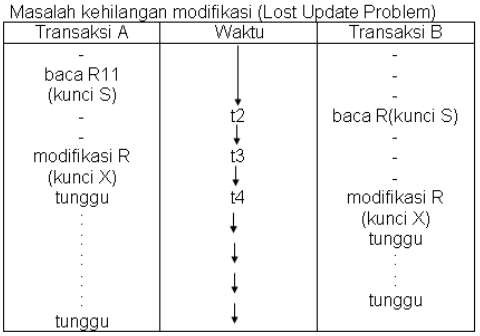 Masalah kehilangan modifikasi (Lost Update Problem)
Transaksi A Waktu Transaksi B
- -
baca R11 -
(kunci S) -
- t2 baca R(kunci S)
- -
modifikasi R t3 -
(kunci X) -
tunggu t4 modifikasi R
: (kunci X)
: tunggu
: :
: :
: tunggu
tunggu